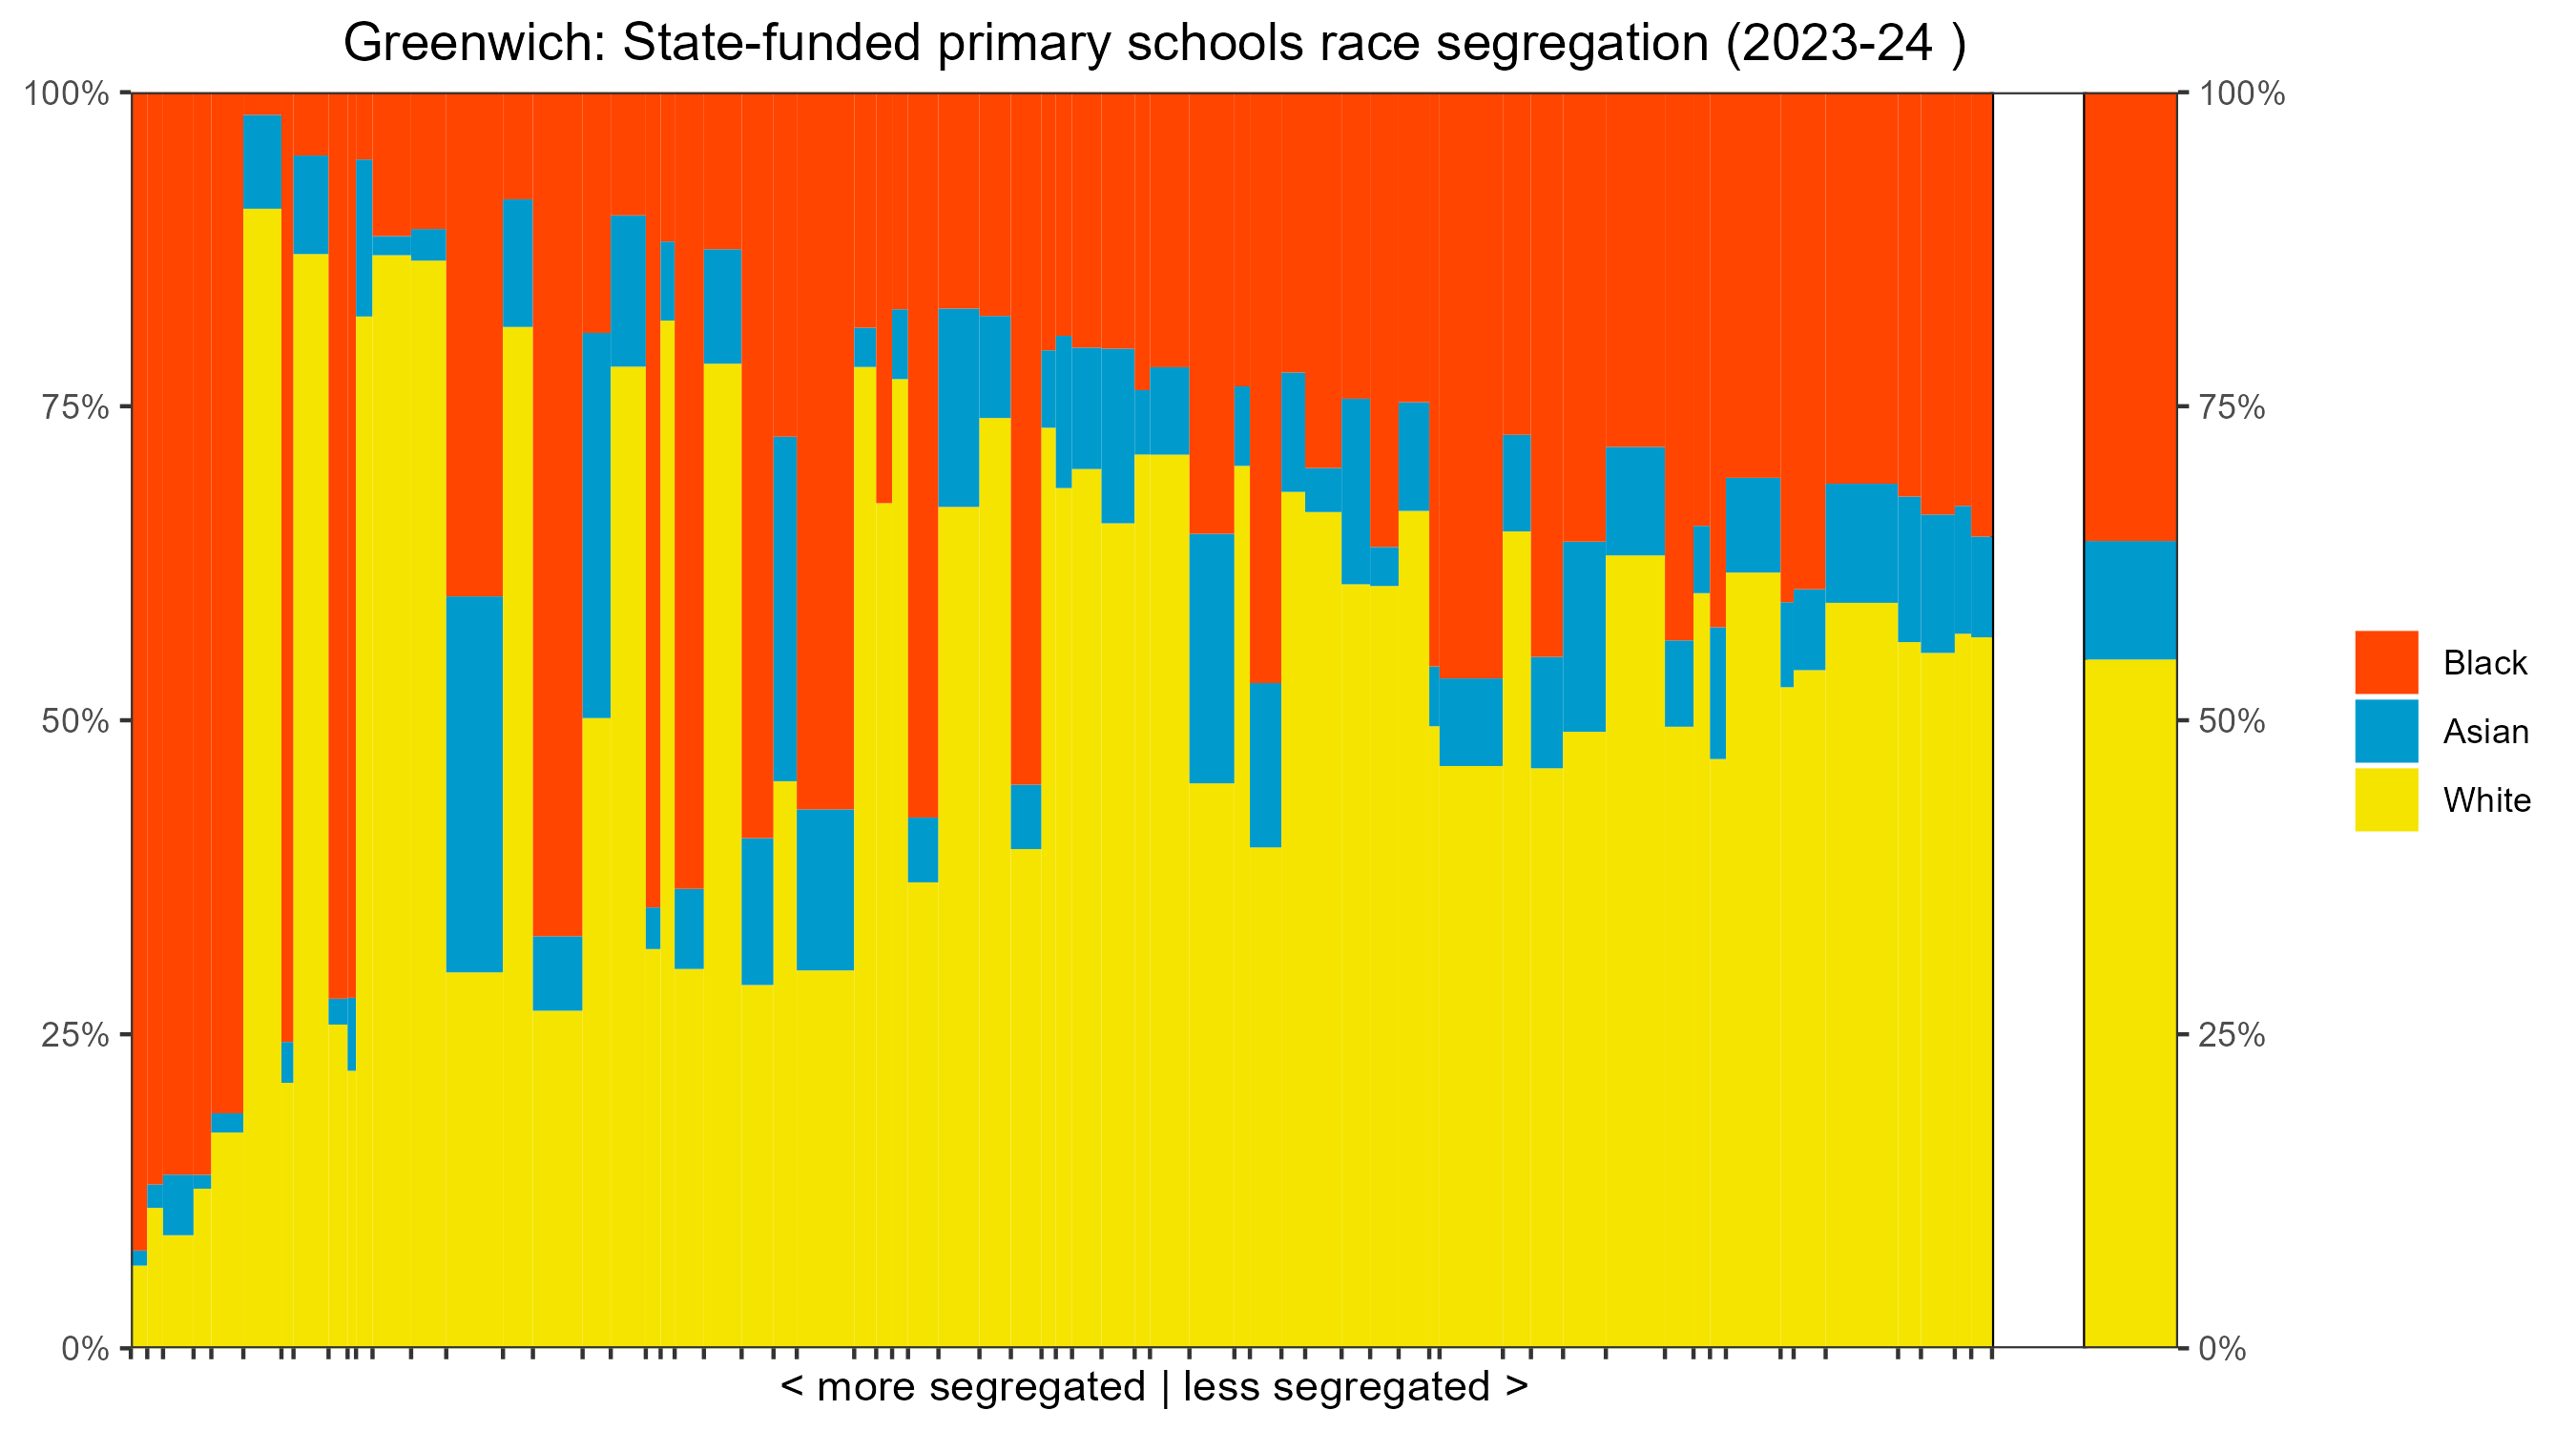 Greenwich: State-funded primary schools race segregation (2023-24 )
100%
75%
50%
25%
0%
100%
75%
50%
25%
0%
Black
Asian
White
< more segregated | less segregated >